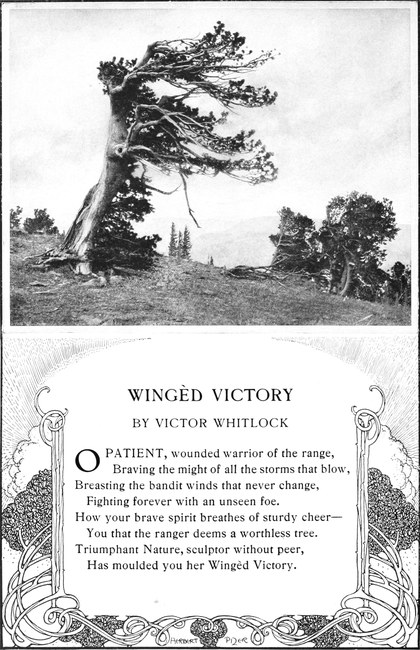 WINGÈD VICTORY
BY VICTOR WHITLOCK
O PATIENT, wounded warrior of the range,
Braving the might of all the storms that blow,
Breasting the bandit winds that never change,
Fighting forever with an unseen foe.
How your brave spirit breathes of sturdy cheer—
You that the ranger deems a worthless tree.
Triumphant Nature, sculptor without peer,
Has moulded you her Wingèd Victory.
HERBERT